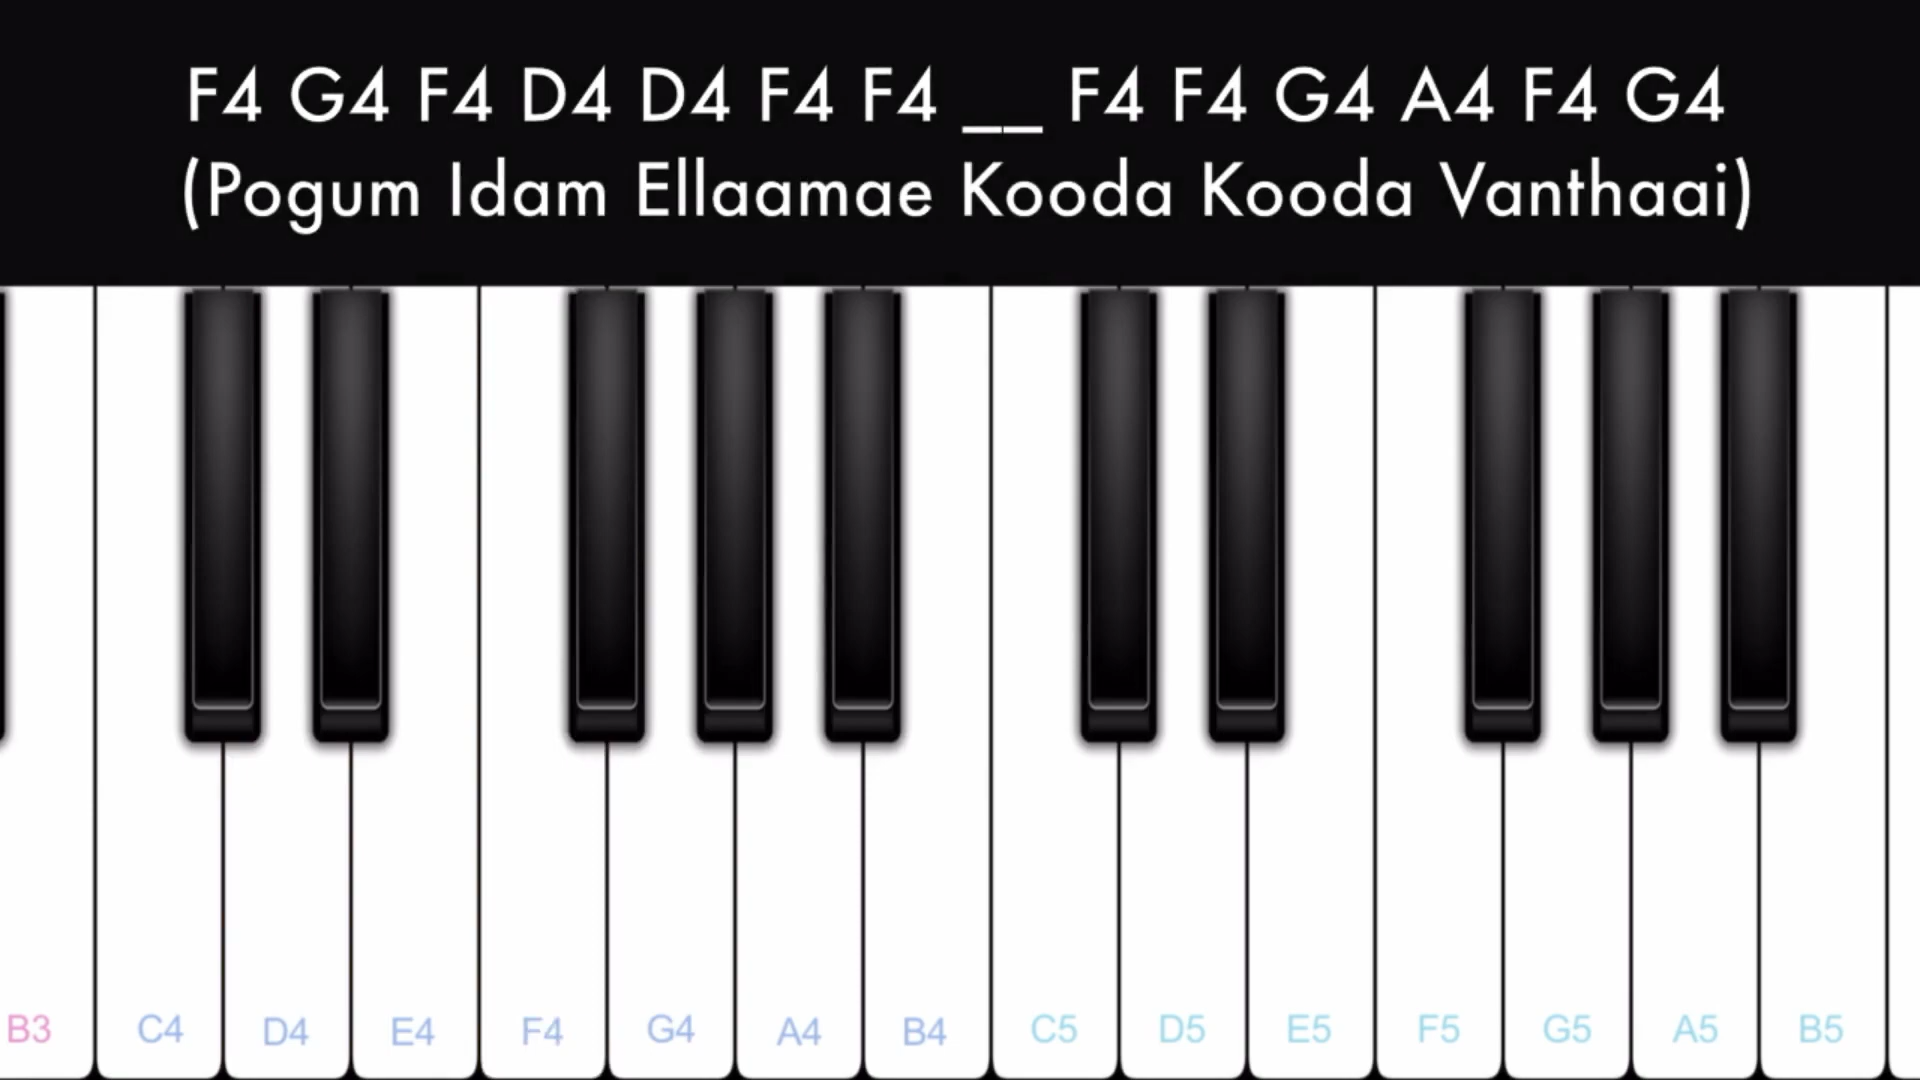 F4 G4 F4 D4 D4 F4 F4 __ F4 F4 G4 A4 F4 G4
(Pogum Idam Ellaamae Kooda Kooda Vanthaai)
B3 C4 D4 E4 F4 G4 A4 B4 C5 D5 E5 F5 G5 A5 B5